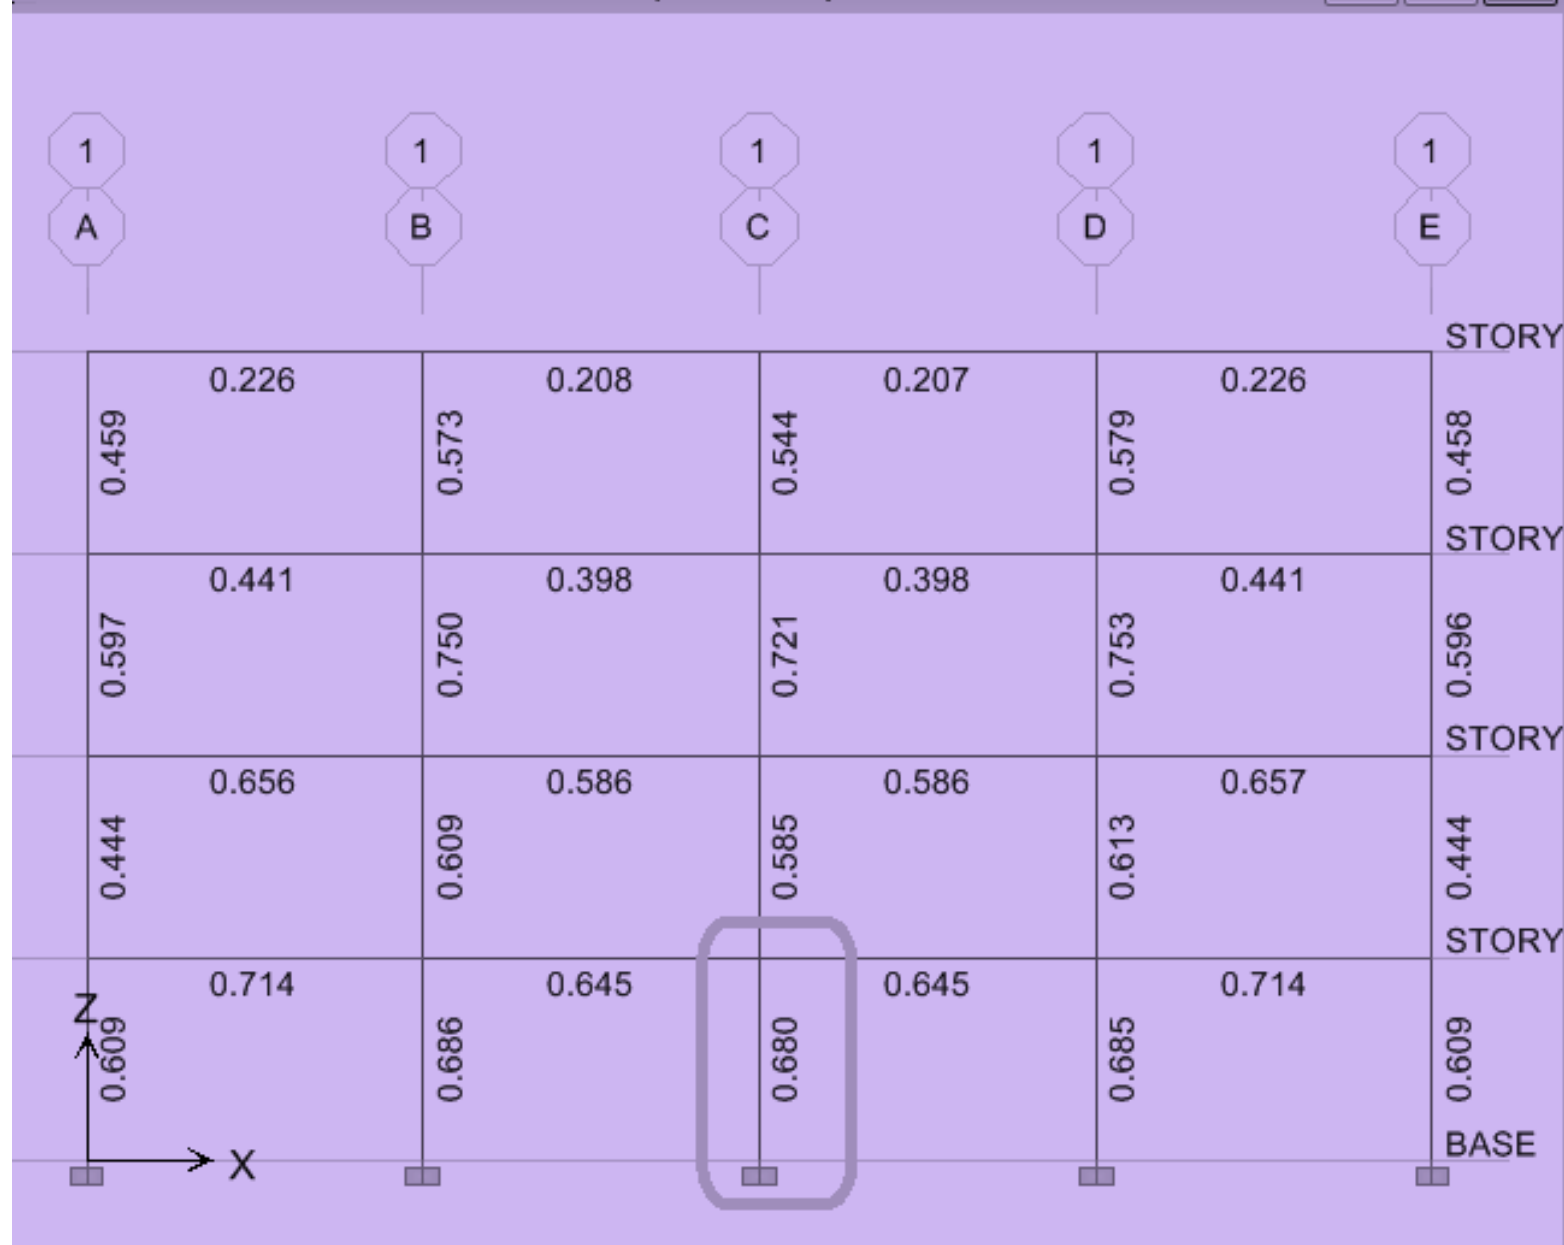 1 1 1 1 1
A B C D E
STORY
0.226 0.208 0.207 0.226
0.459 0.573 0.544 0.579 0.458
STORY
0.441 0.398 0.398 0.441
0.597 0.750 0.721 0.753 0.596
STORY
0.656 0.586 0.586 0.657
0.444 0.609 0.585 0.613 0.444
STORY
0.714 0.645 0.645 0.714
Z
0.609 0.686 0.680 0.685 0.609
BASE
X